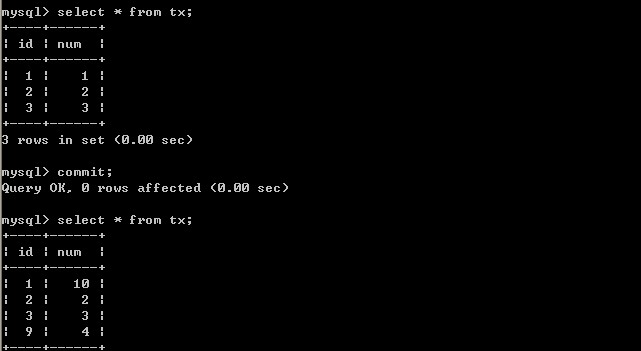 mysql> select * from tx;
+----+------+
| id | num  |
+----+------+
|  1 |    1 |
|  2 |    2 |
|  3 |    3 |
+----+------+
3 rows in set (0.00 sec)
mysql> commit;
Query OK, 0 rows affected (0.00 sec)
mysql> select * from tx;
+----+------+
| id | num  |
+----+------+
|  1 |   10 |
|  2 |    2 |
|  3 |    3 |
|  9 |    4 |
+----+------+